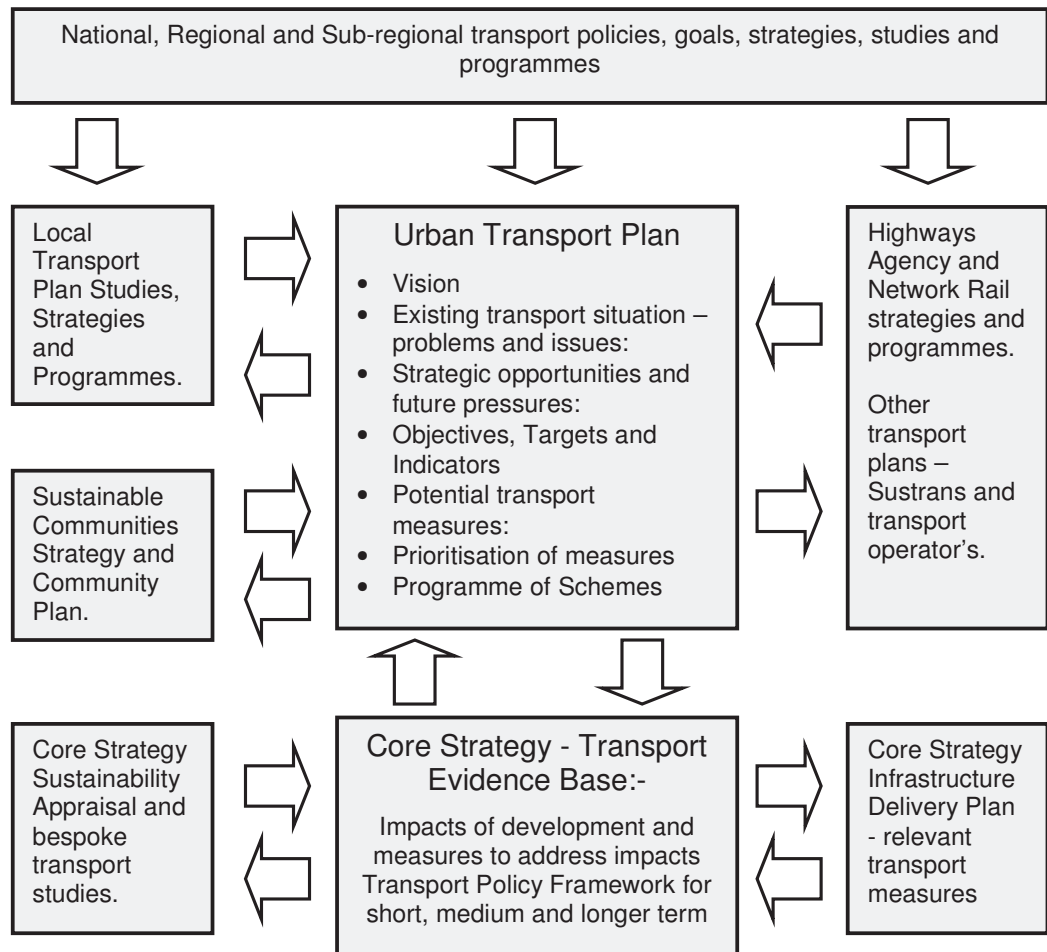 National, Regional and Sub-regional transport policies, goals, strategies, studies and
programmes
Local
Transport
Plan Studies,
Strategies
and
Programmes.
Urban Transport Plan
• Vision
• Existing transport situation –
problems and issues:
• Strategic opportunities and
future pressures:
• Objectives, Targets and
Indicators
• Potential transport
measures:
• Prioritisation of measures
• Programme of Schemes
Highways
Agency and
Network Rail
strategies and
programmes.
Other
transport
plans –
Sustrans and
transport
operator's.
Sustainable
Communities
Strategy and
Community
Plan.
Core Strategy
Sustainability
Appraisal and
bespoke
transport
studies.
Core Strategy - Transport
Evidence Base:-
Impacts of development and
measures to address impacts
Transport Policy Framework for
short, medium and longer term
Core Strategy
Infrastructure
Delivery Plan
- relevant
transport
measures